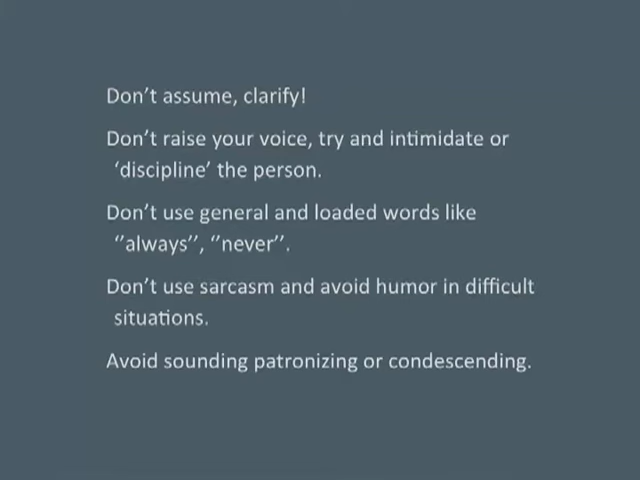 Don’t assume, clarify!
Don’t raise your voice, try and intimidate or
‘discipline’ the person.
Don’t use general and loaded words like
‘‘always’’, ‘‘never’’.
Don’t use sarcasm and avoid humor in difficult
situations.
Avoid sounding patronizing or condescending.